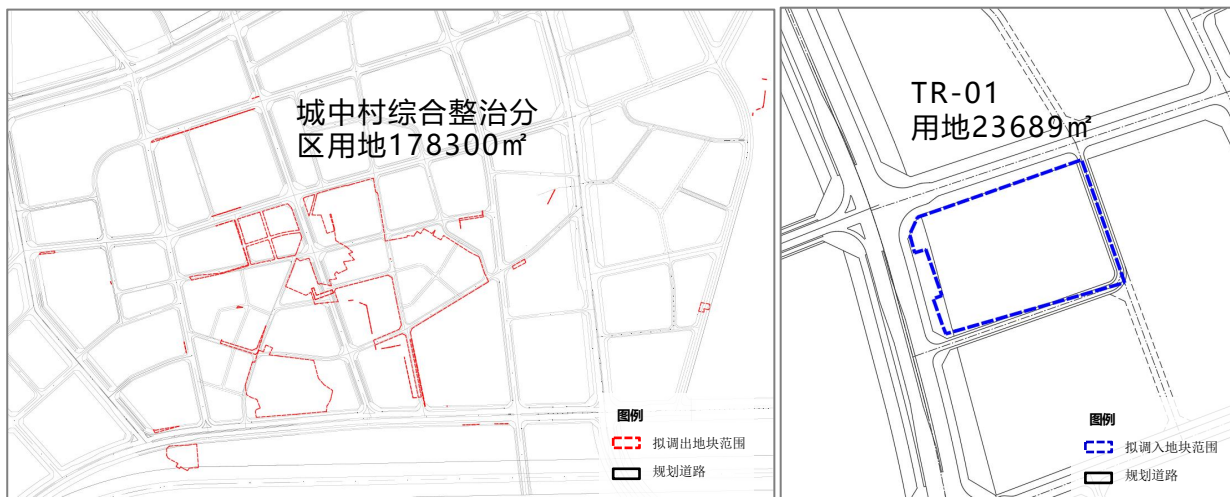 城中村综合整治分
区用地178300㎡
图例
拟调出地块范围
规划道路
TR-01
用地23689㎡
图例
拟调入地块范围
规划道路